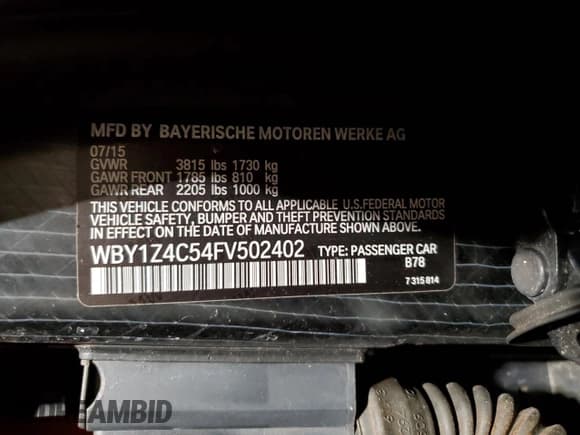 MFD BY BAYERISCHE MOTOREN WERKE AG
07/15
GVWR 3815 lbs 1730 kg
GAWR FRONT 1785 lbs 810 kg
GAWR REAR 2205 lbs 1000 kg
THIS VEHICLE CONFORMS TO ALL APPLICABLE U.S.FEDERAL MOTOR
VEHICLE SAFETY, BUMPER AND THEFT PREVENTION STANDARDS
IN EFFECT ON THE DATE OF MANUFACTURE SHOWN ABOVE.
WBY1Z4C54FV502402 TYPE: PASSENGER CAR
B78
7 315 814
DREAMBID